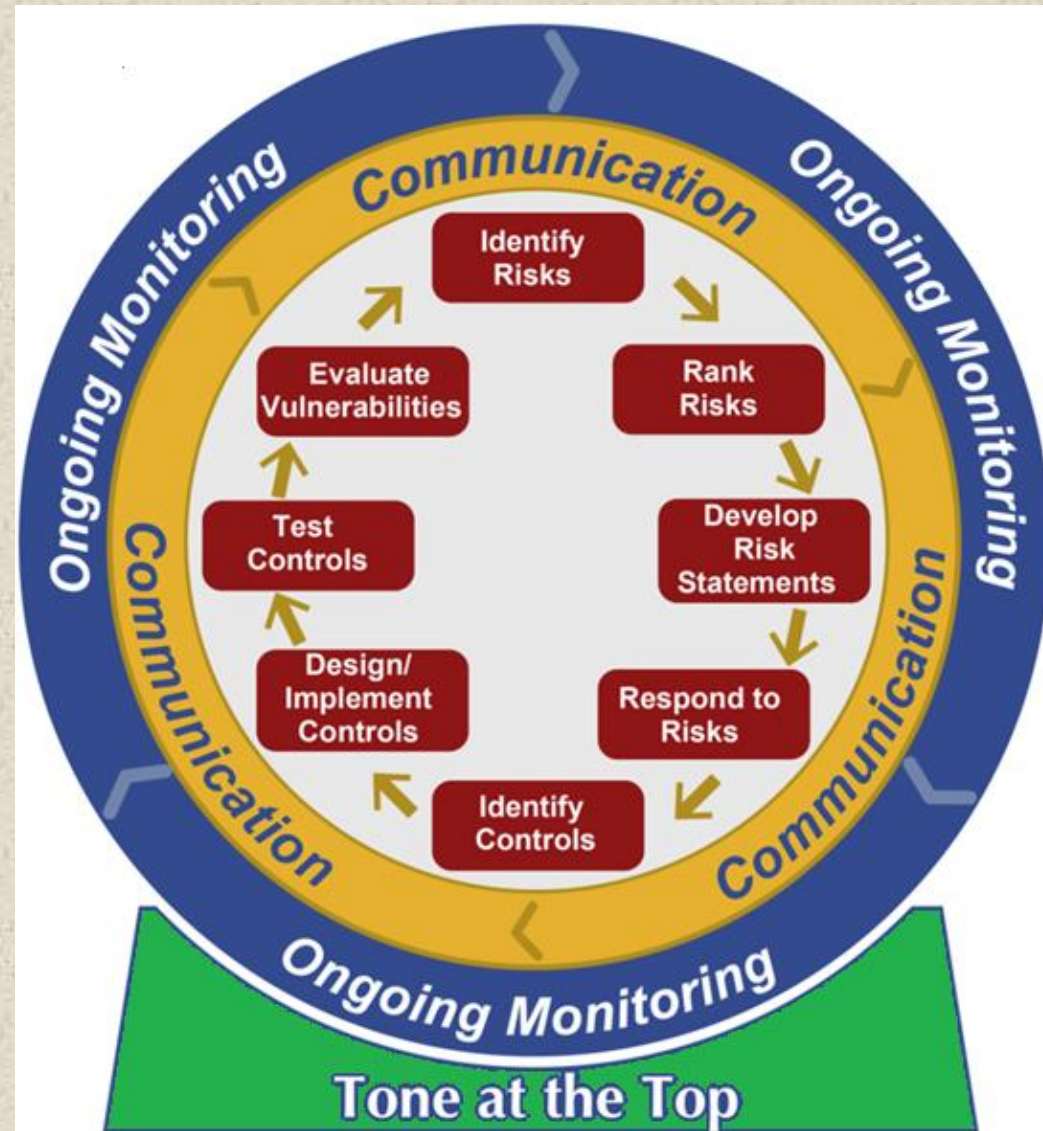 Ongoing Monitoring
Ongoing Monitoring
Communication
Identify
Risks
Rank
Risks
Develop
Risk
Statements
Respond to
Risks
Identify
Controls
Design/
Implement
Controls
Test
Controls
Evaluate
Vulnerabilities
Communication
Communication
Ongoing Monitoring
Tone at the Top